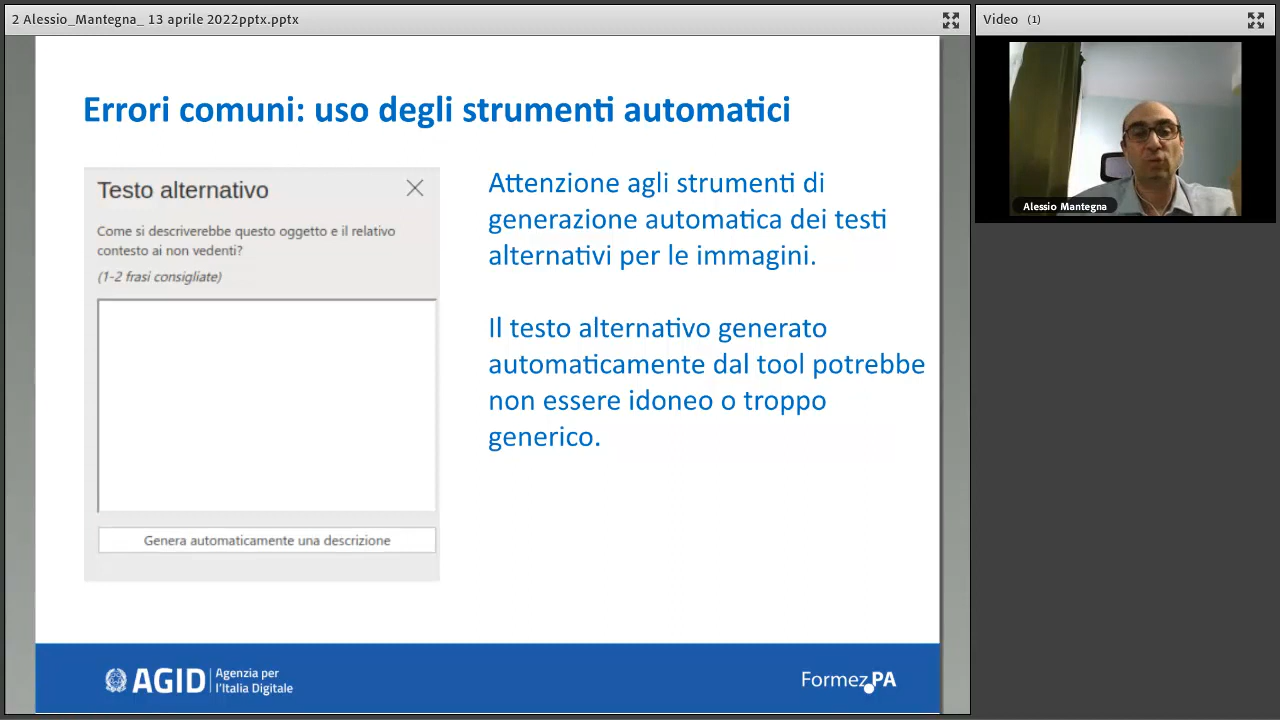 2 Alessio_Mantegna_ 13 aprile 2022pptx.pptx
Video (1)
Alessio Mantegna
Errori comuni: uso degli strumenti automatici
Testo alternativo
Come si descriverebbe questo oggetto e il relativo
contesto ai non vedenti?
(1-2 frasi consigliate)
Genera automaticamente una descrizione
Attenzione agli strumenti di
generazione automatica dei testi
alternativi per le immagini.
Il testo alternativo generato
automaticamente dal tool potrebbe
non essere idoneo o troppo
generico.
AGID Agenzia per
l'Italia Digitale
Formez PA